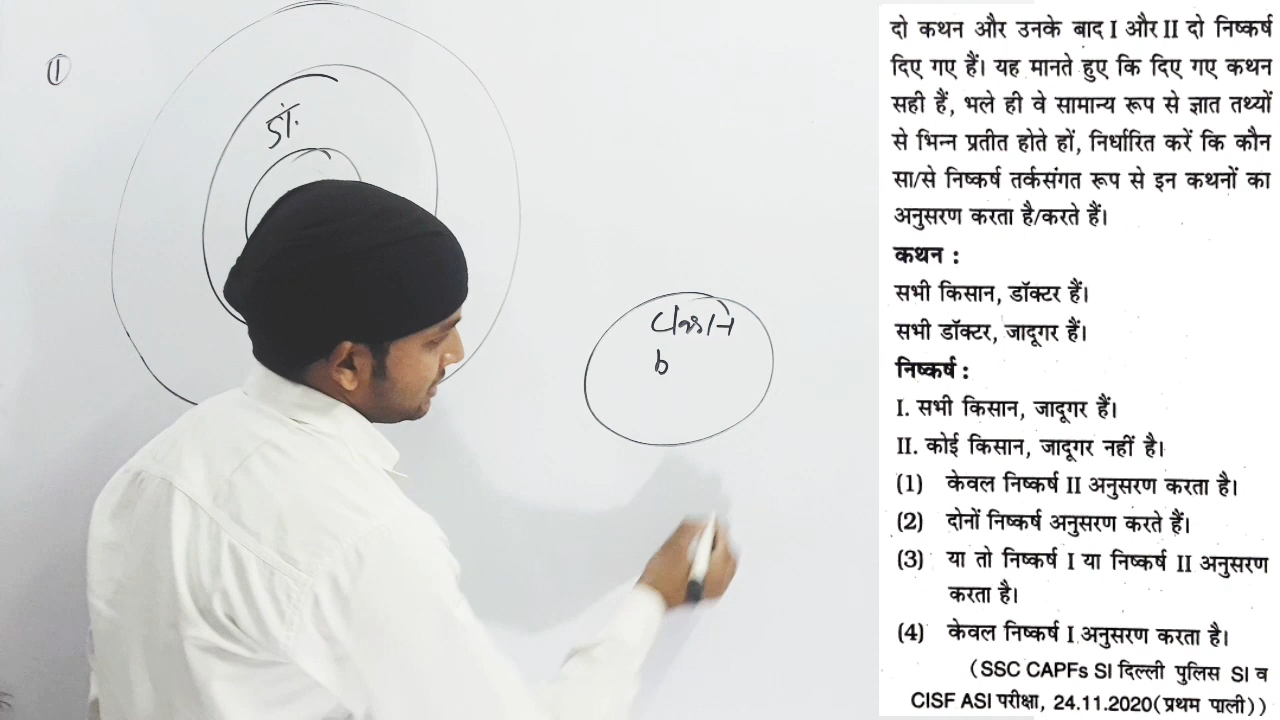 ①
डॉ.
Class
b
दो कथन और उनके बाद I और II दो निष्कर्ष
दिए गए हैं। यह मानते हुए कि दिए गए कथन
सही हैं, भले ही वे सामान्य रूप से ज्ञात तथ्यों
से भिन्न प्रतीत होते हों, निर्धारित करें कि कौन
सा/से निष्कर्ष तर्कसंगत रूप से इन कथनों का
अनुसरण करता है/करते हैं।
कथन :
सभी किसान, डॉक्टर हैं।
सभी डॉक्टर, जादूगर हैं।
निष्कर्ष :
I. सभी किसान, जादूगर हैं।
II. कोई किसान, जादूगर नहीं है।
(1) केवल निष्कर्ष II अनुसरण करता है।
(2) दोनों निष्कर्ष अनुसरण करते हैं।
(3) या तो निष्कर्ष I या निष्कर्ष II अनुसरण
करता है।
(4) केवल निष्कर्ष I अनुसरण करता है।
(SSC CAPFs SI दिल्ली पुलिस SI व
CISF ASI परीक्षा, 24.11.2020 (प्रथम पाली))